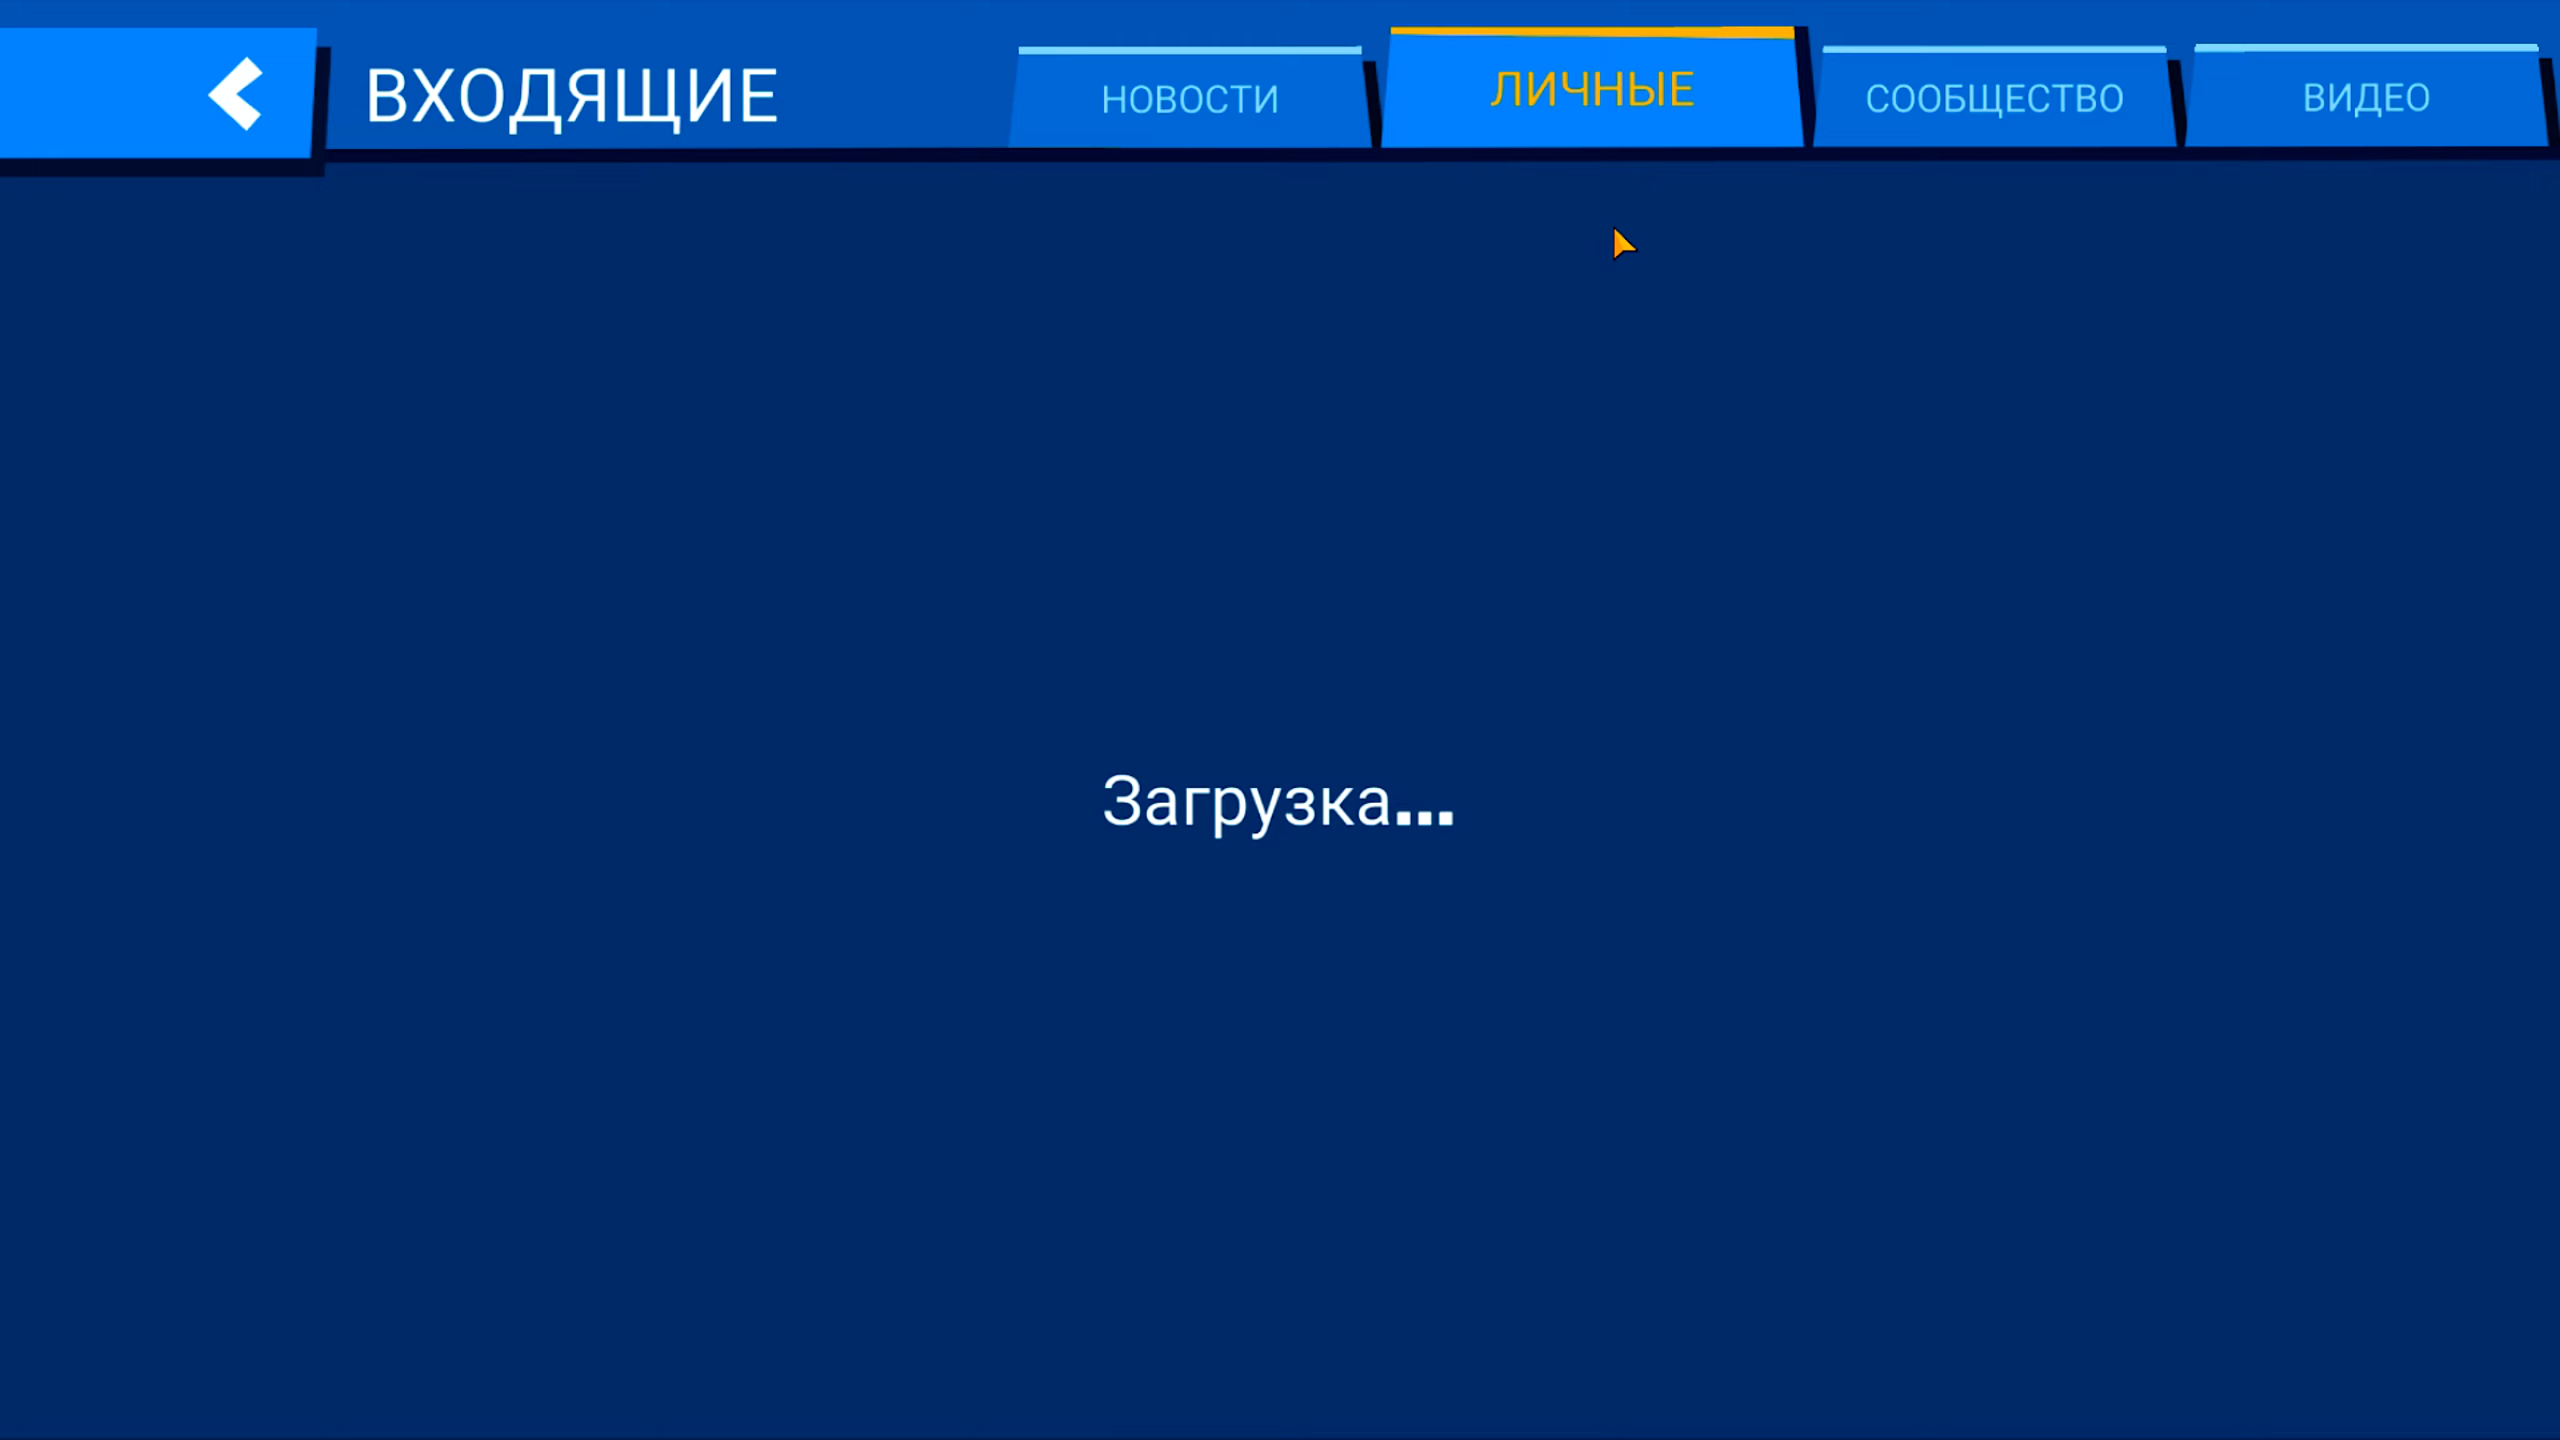 ВХОДЯЩИЕ
НОВОСТИ
ЛИЧНЫЕ
СООБЩЕСТВО
ВИДЕО
Загрузка...